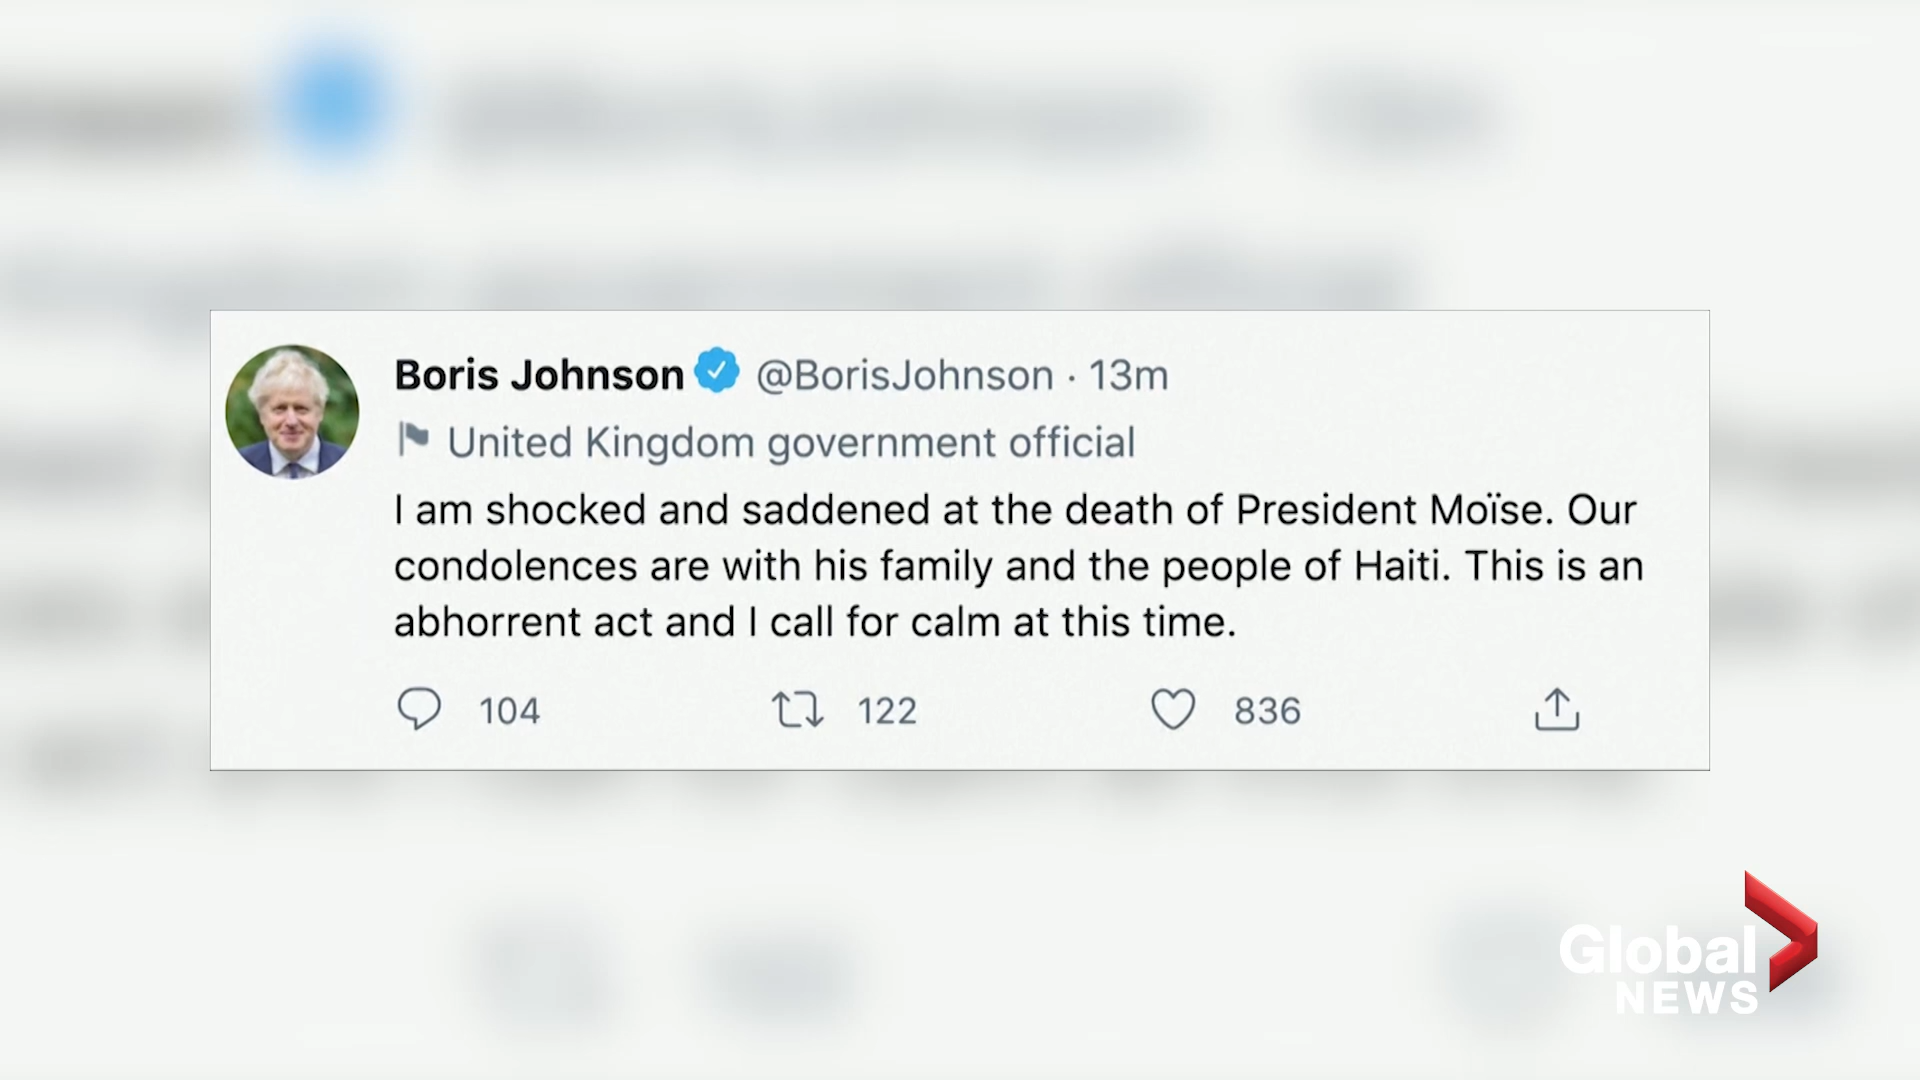 Boris Johnson @BorisJohnson · 13m
United Kingdom government official
I am shocked and saddened at the death of President Moïse. Our
condolences are with his family and the people of Haiti. This is an
abhorrent act and I call for calm at this time.
104 122 836
Global
NEWS